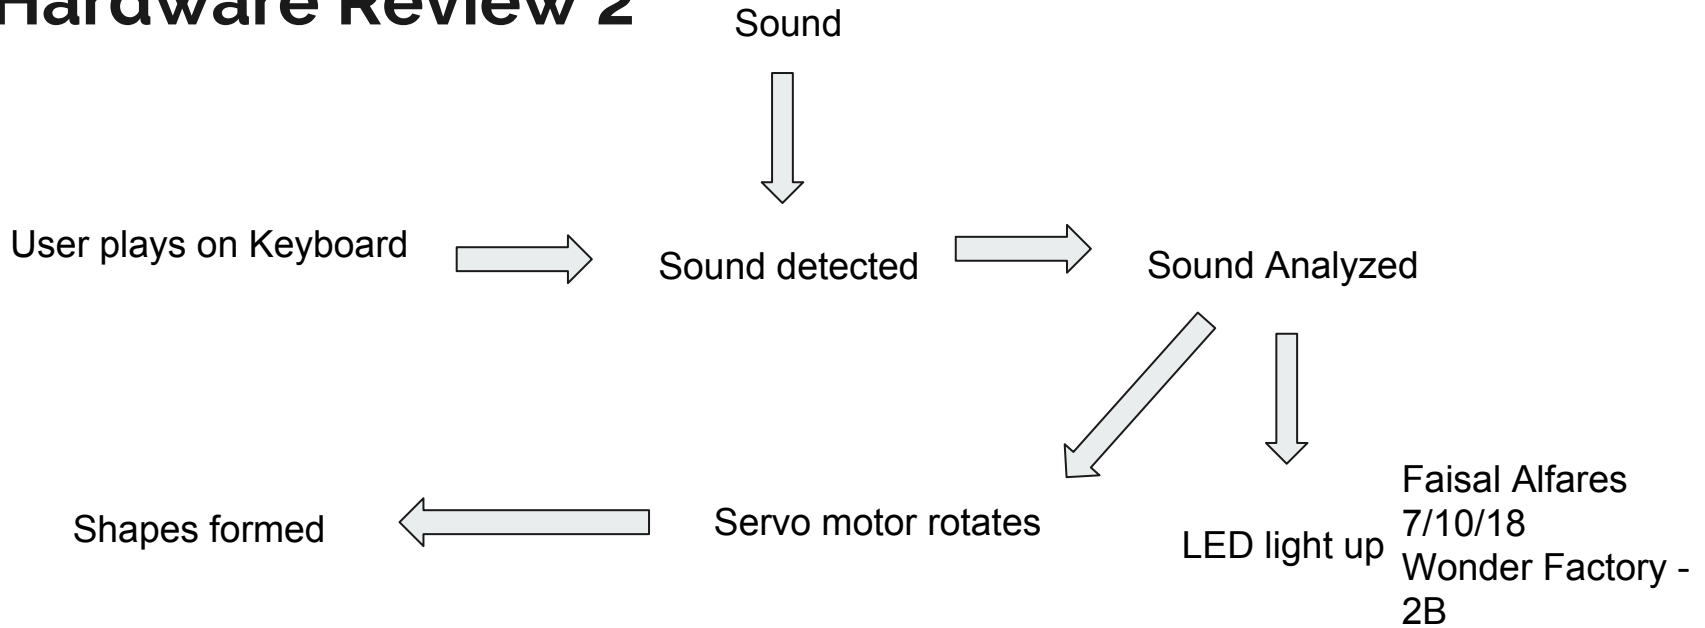 Hardware Review 2
Sound
User plays on Keyboard
Sound detected
Sound Analyzed
Shapes formed
Servo motor rotates
LED light up
Faisal Alfares
7/10/18
Wonder Factory -
2B